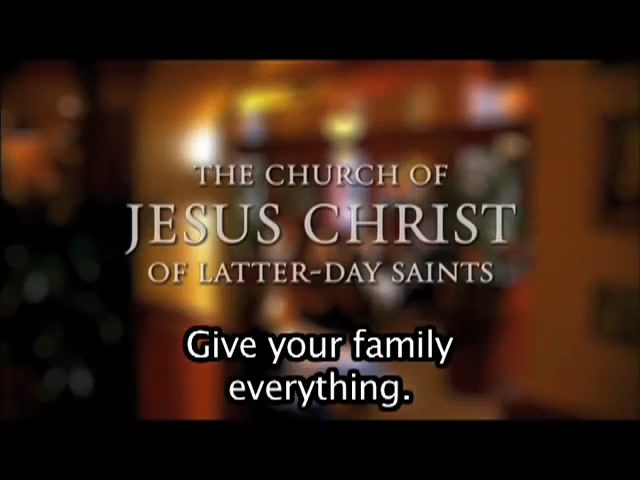 THE CHURCH OF
JESUS CHRIST
OF LATTER-DAY SAINTS
Give your family
everything.